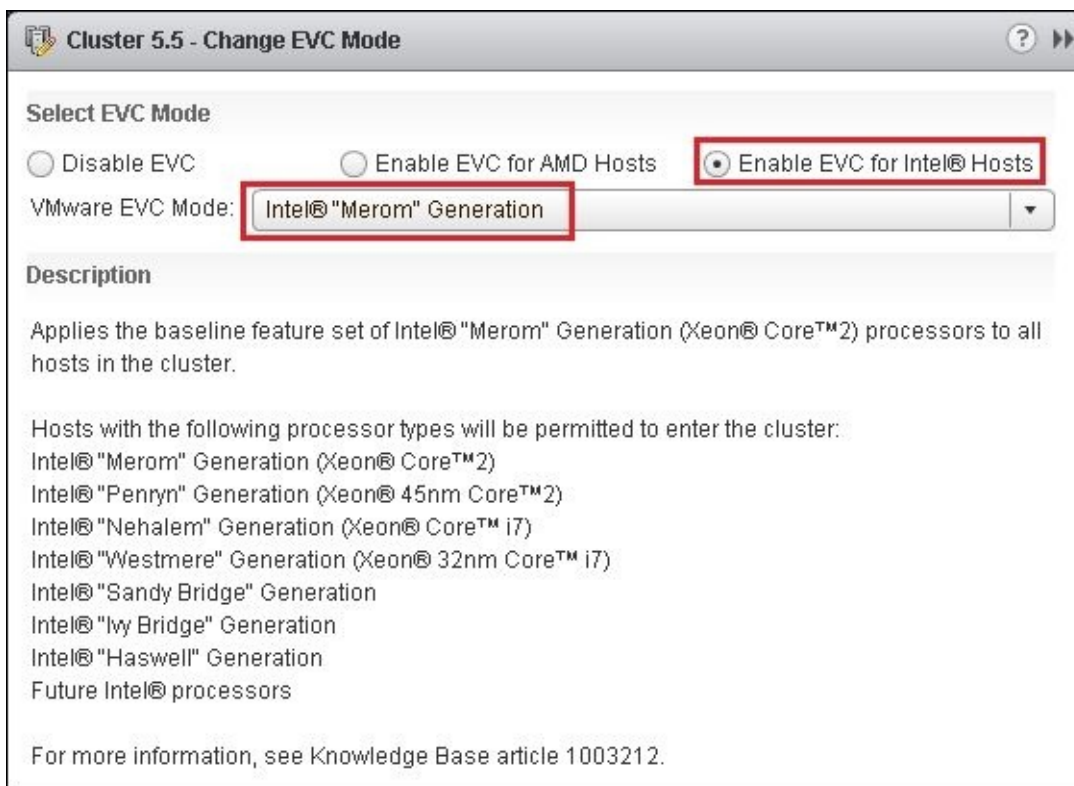 Cluster 5.5 - Change EVC Mode ?
Select EVC Mode
Disable EVC Enable EVC for AMD Hosts Enable EVC for Intel® Hosts
VMware EVC Mode: Intel® "Merom" Generation
Description
Applies the baseline feature set of Intel® "Merom" Generation (Xeon® Core™2) processors to all
hosts in the cluster.
Hosts with the following processor types will be permitted to enter the cluster:
Intel® "Merom" Generation (Xeon® Core™2)
Intel® "Penryn" Generation (Xeon® 45nm Core™2)
Intel® "Nehalem" Generation (Xeon® Core™ i7)
Intel® "Westmere" Generation (Xeon® 32nm Core™ i7)
Intel® "Sandy Bridge" Generation
Intel® "Ivy Bridge" Generation
Intel® "Haswell" Generation
Future Intel® processors
For more information, see Knowledge Base article 1003212.